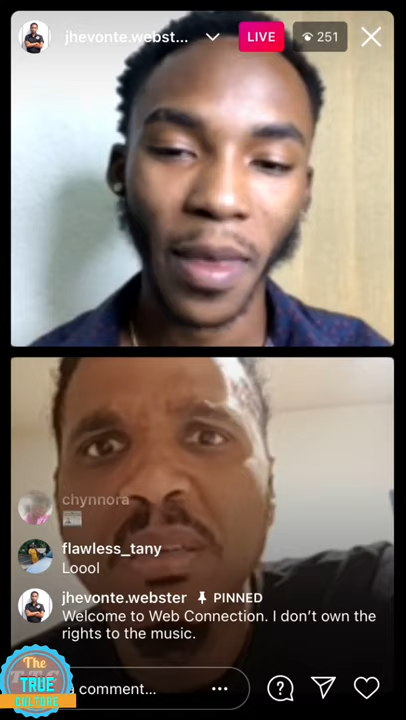 jhevonte.webst...
LIVE
251
chynnora
flawless_tany
Loool
jhevonte.webster PINNED
Welcome to Web Connection. I don't own the
rights to the music.
a comment...
The
TRUE
CULTURE